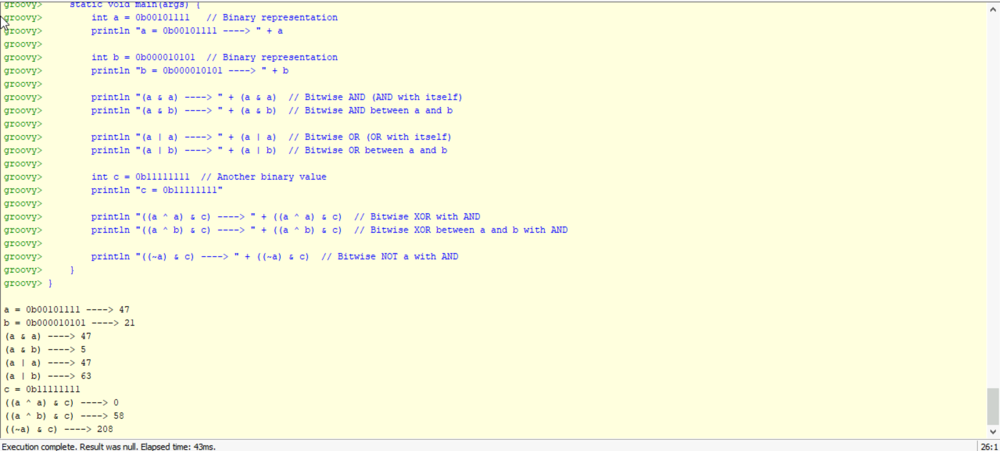 groovy>     static void main(args) {
groovy>         int a = 0b00101111   // Binary representation
groovy>         println "a = 0b00101111 ----> " + a
groovy>
groovy>         int b = 0b000010101  // Binary representation
groovy>         println "b = 0b000010101 ----> " + b
groovy>
groovy>         println "(a & a) ----> " + (a & a)  // Bitwise AND (AND with itself)
groovy>         println "(a & b) ----> " + (a & b)  // Bitwise AND between a and b
groovy>
groovy>         println "(a | a) ----> " + (a | a)  // Bitwise OR (OR with itself)
groovy>         println "(a | b) ----> " + (a | b)  // Bitwise OR between a and b
groovy>
groovy>         int c = 0b11111111  // Another binary value
groovy>         println "c = 0b11111111"
groovy>
groovy>         println "((a ^ a) & c) ----> " + ((a ^ a) & c)  // Bitwise XOR with AND
groovy>         println "((a ^ b) & c) ----> " + ((a ^ b) & c)  // Bitwise XOR between a and b with AND
groovy>
groovy>         println "((~a) & c) ----> " + ((~a) & c)  // Bitwise NOT a with AND
groovy>     }
groovy> }
a = 0b00101111 ----> 47
b = 0b000010101 ----> 21
(a & a) ----> 47
(a & b) ----> 5
(a | a) ----> 47
(a | b) ----> 63
c = 0b11111111
((a ^ a) & c) ----> 0
((a ^ b) & c) ----> 58
((~a) & c) ----> 208
Execution complete. Result was null. Elapsed time: 43ms. 26:1